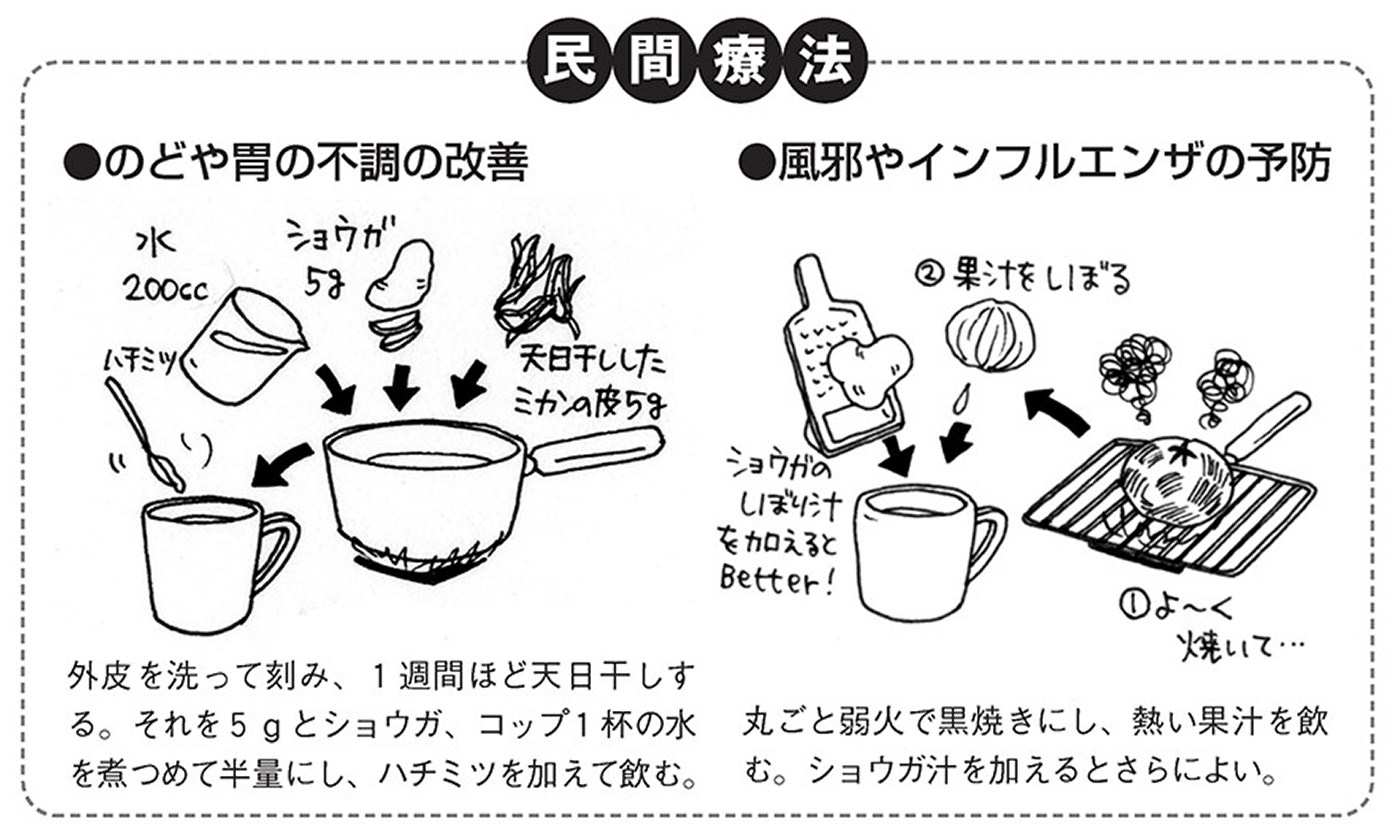 民間療法
●のどや胃の不調の改善
水
200cc
ショウガ
5g
ハチミツ
天日干しした
ミカンの皮5g
外皮を洗って刻み、1週間ほど天日干しす
る。それを5gとショウガ、コップ1杯の水
を煮つめて半量にし、ハチミツを加えて飲む。
●風邪やインフルエンザの予防
②果汁をしぼる
ショウガの
しぼり汁
を加えると
Better!
①よ〜く
焼いて…
丸ごと弱火で黒焼きにし、熱い果汁を飲
む。ショウガ汁を加えるとさらによい。